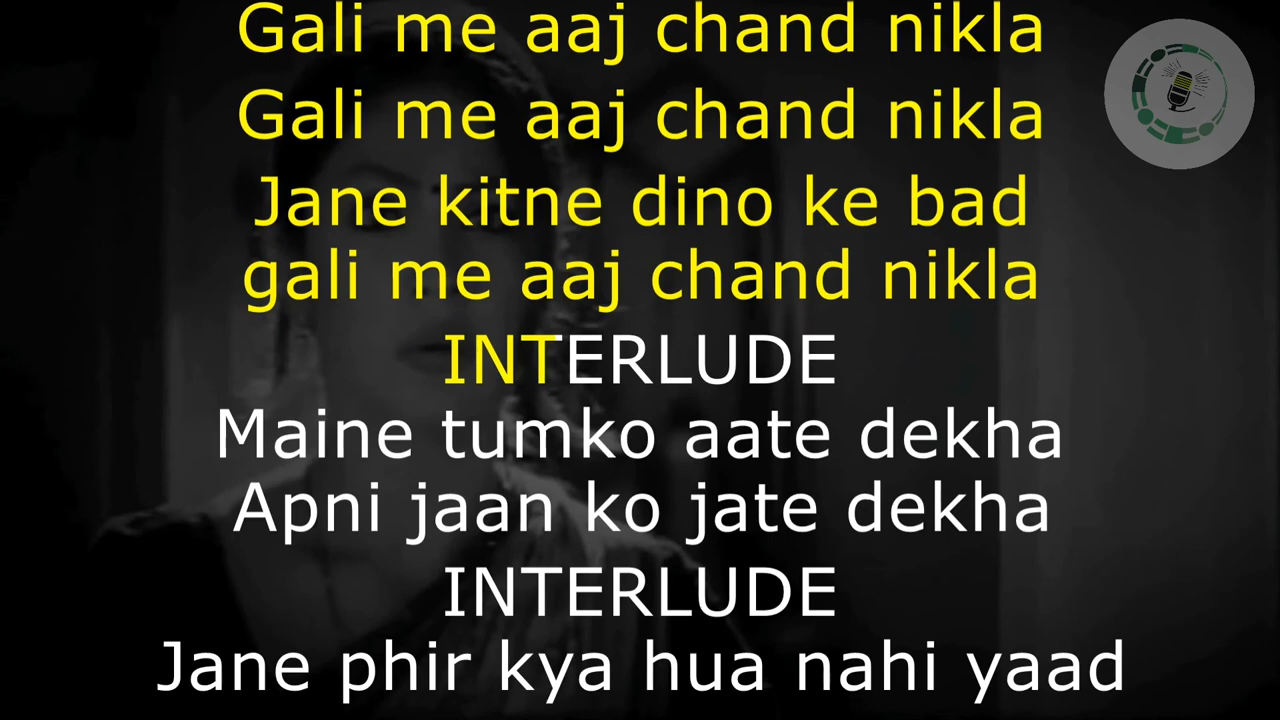 Gali me aaj chand nikla
Gali me aaj chand nikla
Jane kitne dino ke bad
gali me aaj chand nikla
INTERLUDE
Maine tumko aate dekha
Apni jaan ko jate dekha
INTERLUDE
Jane phir kya hua nahi yaad